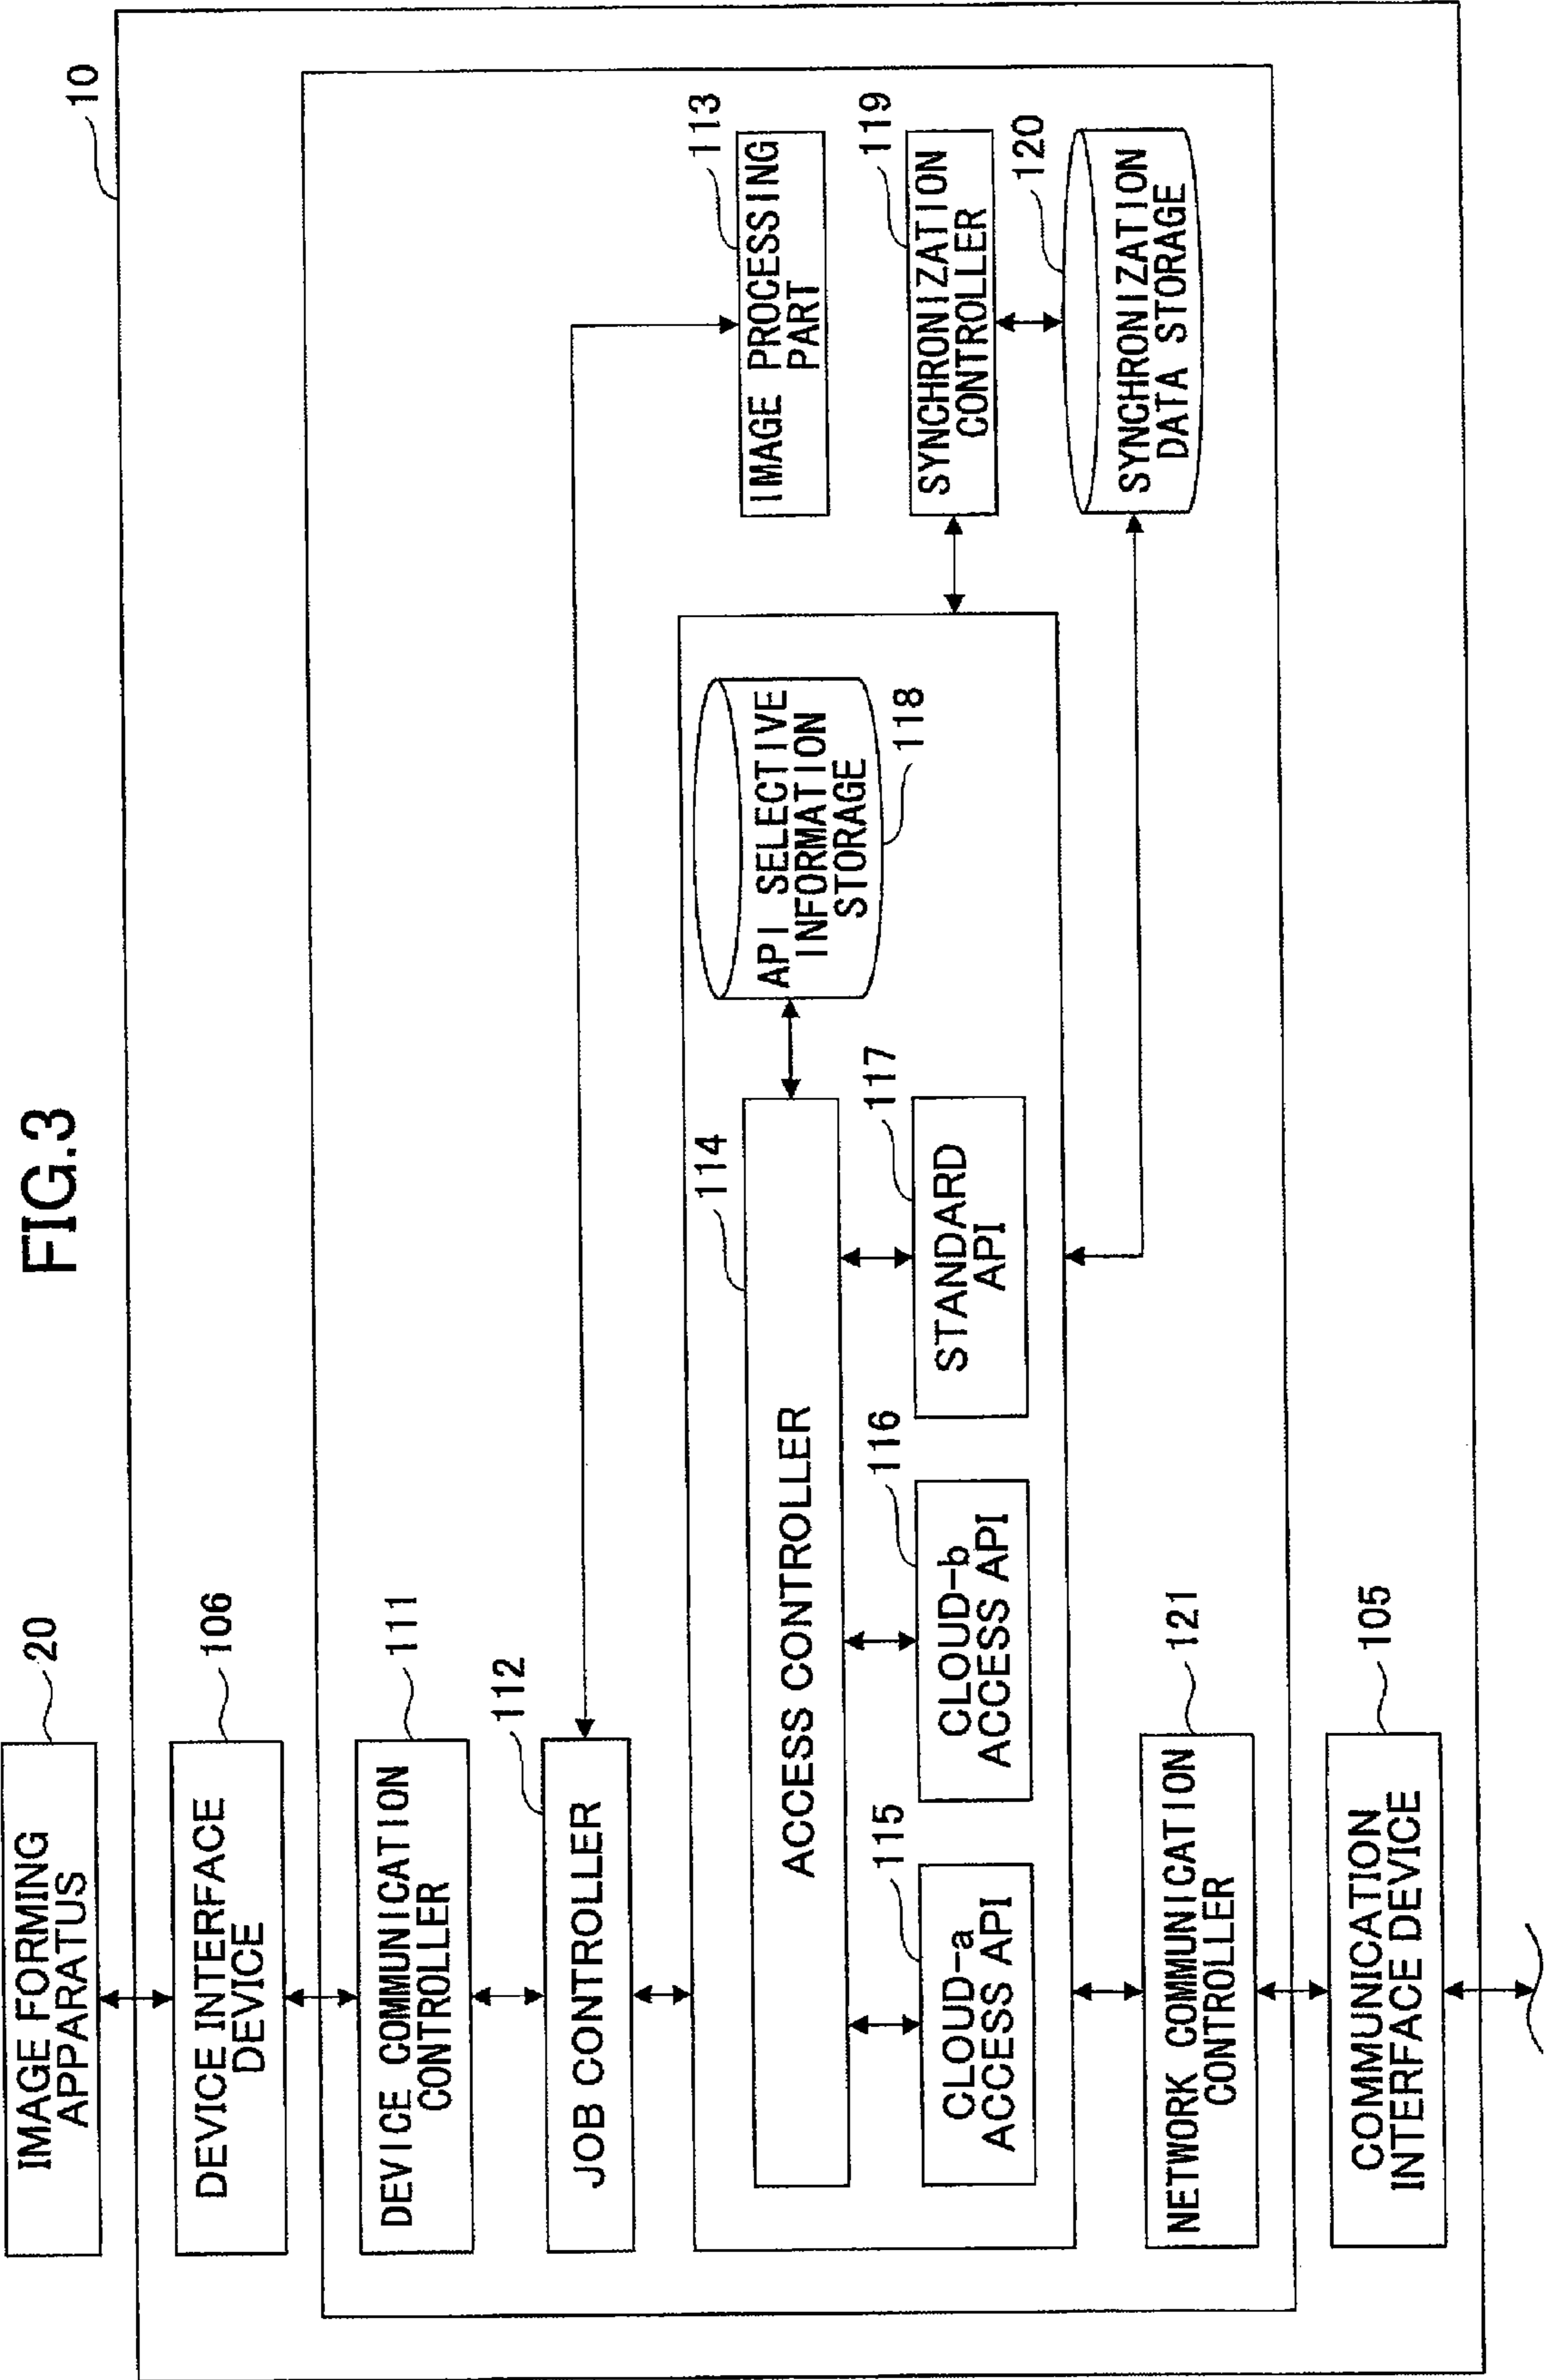 FIG.3
10
IMAGE FORMING
APPARATUS
20
DEVICE INTERFACE
DEVICE
106
DEVICE COMMUNICATION
CONTROLLER
111
JOB CONTROLLER
112
IMAGE PROCESSING
PART
113
ACCESS CONTROLLER
114
API SELECTIVE
INFORMATION
STORAGE
118
CLOUD-a
ACCESS API
115
CLOUD-b
ACCESS API
116
STANDARD
API
117
SYNCHRONIZATION
CONTROLLER
119
SYNCHRONIZATION
DATA STORAGE
120
NETWORK COMMUNICATION
CONTROLLER
121
COMMUNICATION
INTERFACE DEVICE
105